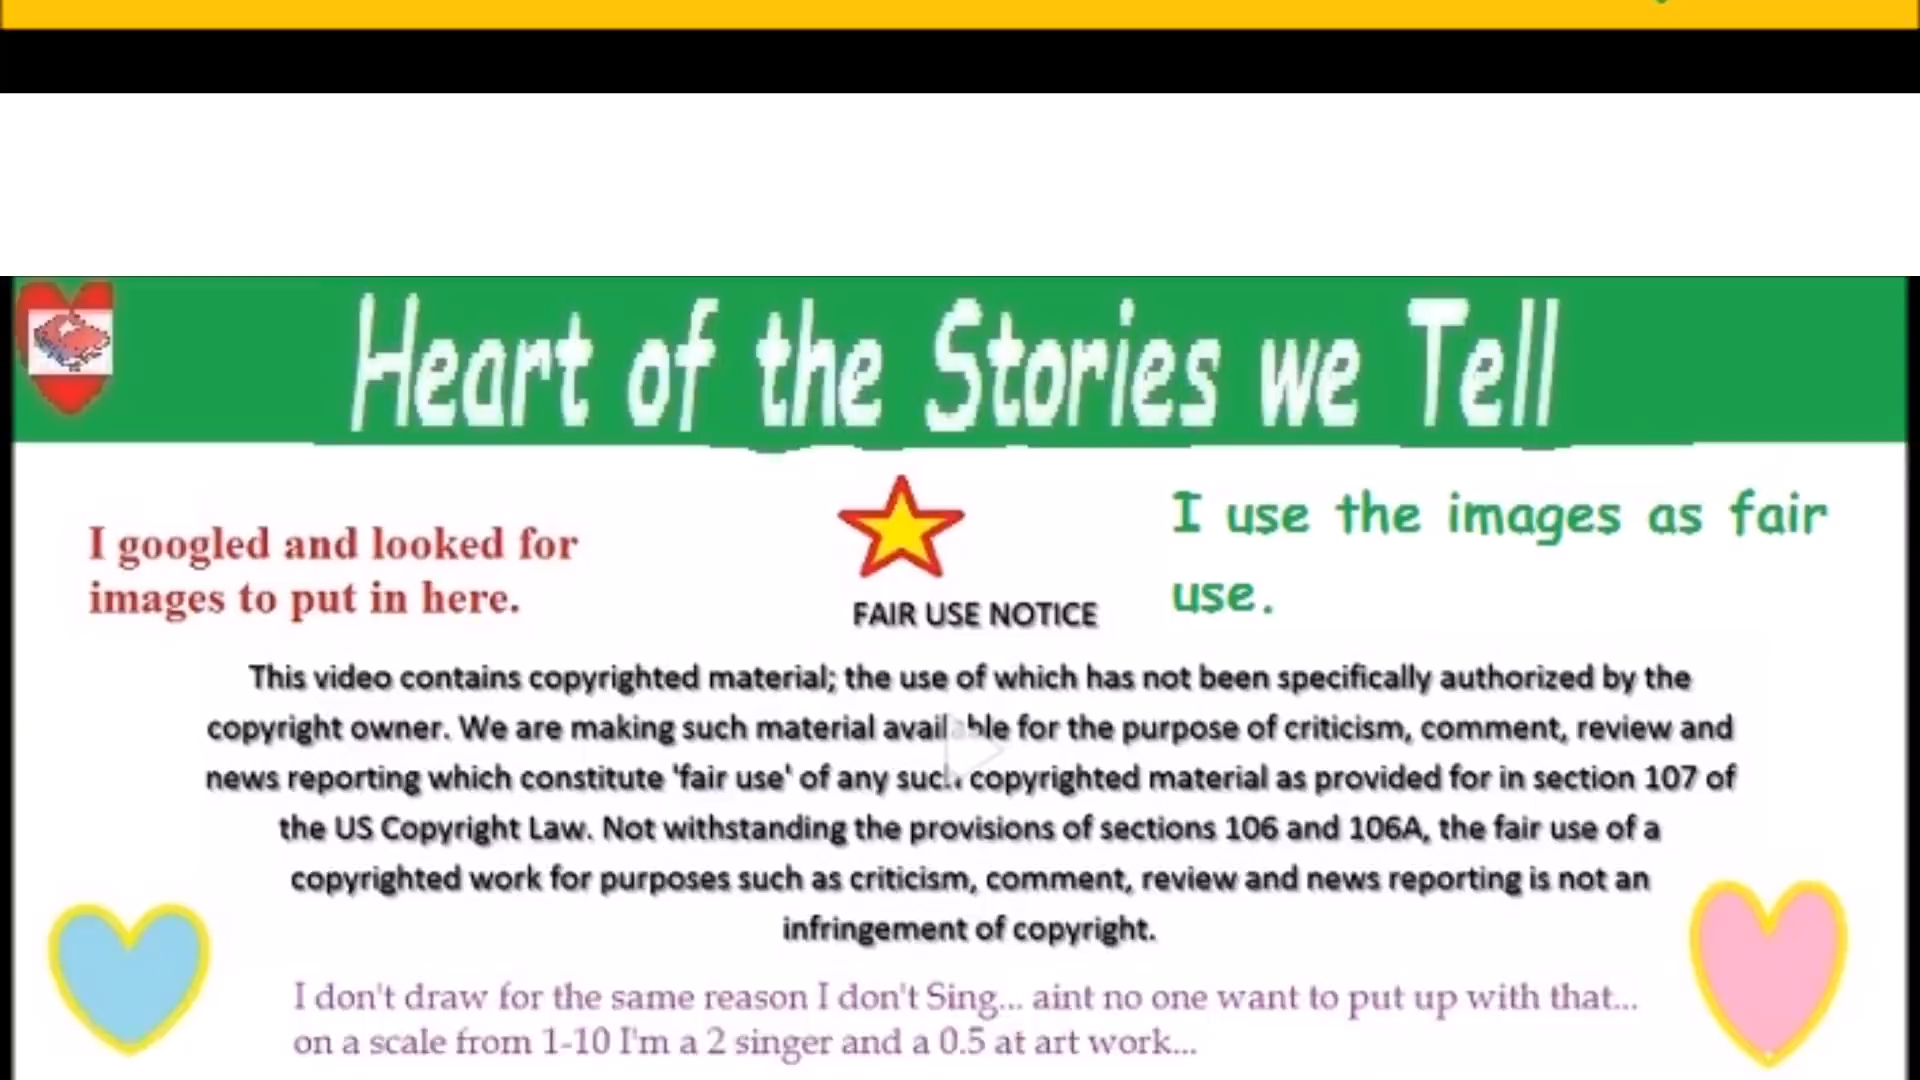 Heart of the Stories we Tell
I googled and looked for
images to put in here.
I use the images as fair
use.
FAIR USE NOTICE
This video contains copyrighted material; the use of which has not been specifically authorized by the
copyright owner. We are making such material available for the purpose of criticism, comment, review and
news reporting which constitute 'fair use' of any such copyrighted material as provided for in section 107 of
the US Copyright Law. Not withstanding the provisions of sections 106 and 106A, the fair use of a
copyrighted work for purposes such as criticism, comment, review and news reporting is not an
infringement of copyright.
I don't draw for the same reason I don't Sing... aint no one want to put up with that...
on a scale from 1-10 I'm a 2 singer and a 0.5 at art work...